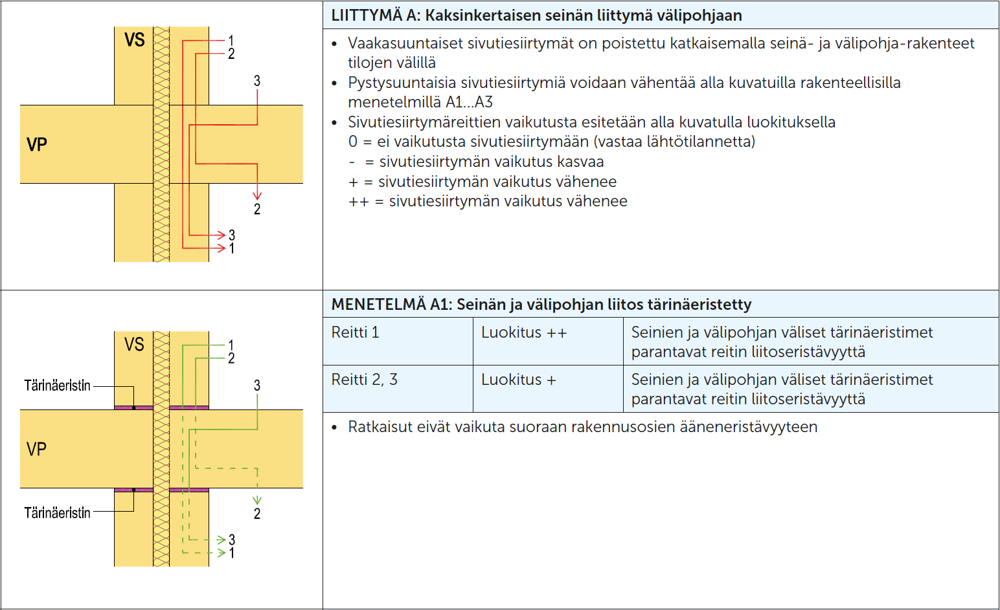 LIITTYMÄ A: Kaksinkertaisen seinän liittymä välipohjaan
VS
1
2
3
VP
2
3
1
• Vaakasuuntaiset sivutiesiirtymät on poistettu katkaisemalla seinä- ja välipohja-rakenteet
tilojen välillä
• Pystysuuntaisia sivutiesiirtymiä voidaan vähentää alla kuvatuilla rakenteellisilla
menetelmillä A1...A3
• Sivutiesiirtymäreittien vaikutusta esitetään alla kuvatulla luokituksella
0 = ei vaikutusta sivutiesiirtymään (vastaa lähtötilannetta)
- = sivutiesiirtymän vaikutus kasvaa
+ = sivutiesiirtymän vaikutus vähenee
++ = sivutiesiirtymän vaikutus vähenee
MENETELMÄ A1: Seinän ja välipohjan liitos tärinäeristetty
VS
1
2
Tärinäeristin
3
VP
Tärinäeristin
2
3
1
Reitti 1
Luokitus ++
Seinien ja välipohjan väliset tärinäeristimet
parantavat reitin liitoseristävyyttä
Reitti 2, 3
Luokitus +
Seinien ja välipohjan väliset tärinäeristimet
parantavat reitin liitoseristävyyttä
• Ratkaisut eivät vaikuta suoraan rakennusosien ääneneristävyyteen